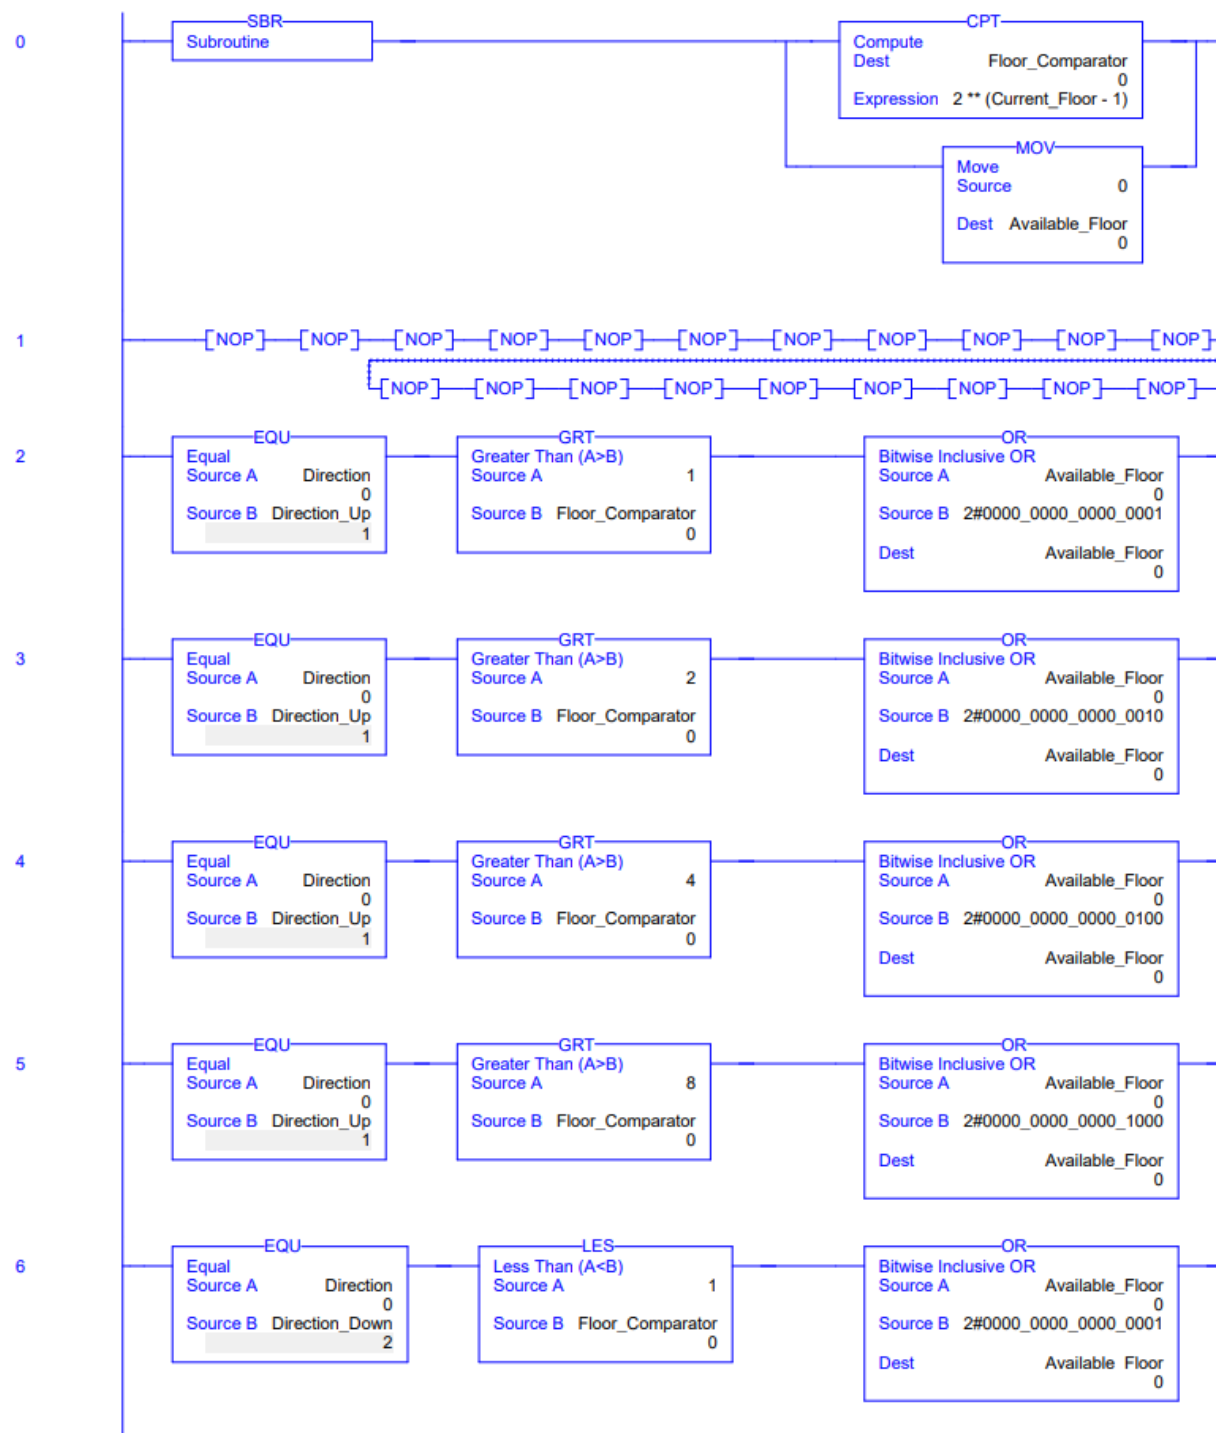 0
SBR
Subroutine
CPT
Compute
Dest Floor_Comparator
0
Expression 2 ** (Current_Floor - 1)
MOV
Move
Source 0
Dest Available_Floor
0
1
NOP NOP NOP NOP NOP NOP NOP NOP NOP NOP NOP
NOP NOP NOP NOP NOP NOP NOP NOP NOP
2
EQU
Equal
Source A Direction
0
Source B Direction_Up
1
GRT
Greater Than (A>B)
Source A 1
Source B Floor_Comparator
0
OR
Bitwise Inclusive OR
Source A Available_Floor
0
Source B 2#0000_0000_0000_0001
Dest Available_Floor
0
3
EQU
Equal
Source A Direction
0
Source B Direction_Up
1
GRT
Greater Than (A>B)
Source A 2
Source B Floor_Comparator
0
OR
Bitwise Inclusive OR
Source A Available_Floor
0
Source B 2#0000_0000_0000_0010
Dest Available_Floor
0
4
EQU
Equal
Source A Direction
0
Source B Direction_Up
1
GRT
Greater Than (A>B)
Source A 4
Source B Floor_Comparator
0
OR
Bitwise Inclusive OR
Source A Available_Floor
0
Source B 2#0000_0000_0000_0100
Dest Available_Floor
0
5
EQU
Equal
Source A Direction
0
Source B Direction_Up
1
GRT
Greater Than (A>B)
Source A 8
Source B Floor_Comparator
0
OR
Bitwise Inclusive OR
Source A Available_Floor
0
Source B 2#0000_0000_0000_1000
Dest Available_Floor
0
6
EQU
Equal
Source A Direction
0
Source B Direction_Down
2
LES
Less Than (A<B)
Source A 1
Source B Floor_Comparator
0
OR
Bitwise Inclusive OR
Source A Available_Floor
0
Source B 2#0000_0000_0000_0001
Dest Available_Floor
0